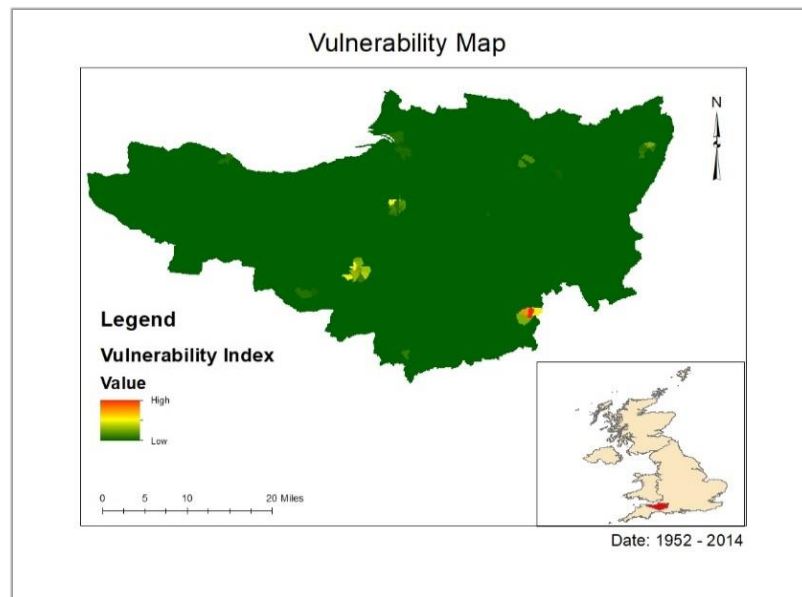 Vulnerability Map
N
Legend
Vulnerability Index
Value
High
Low
0 5 10 20 Miles
Date: 1952 - 2014